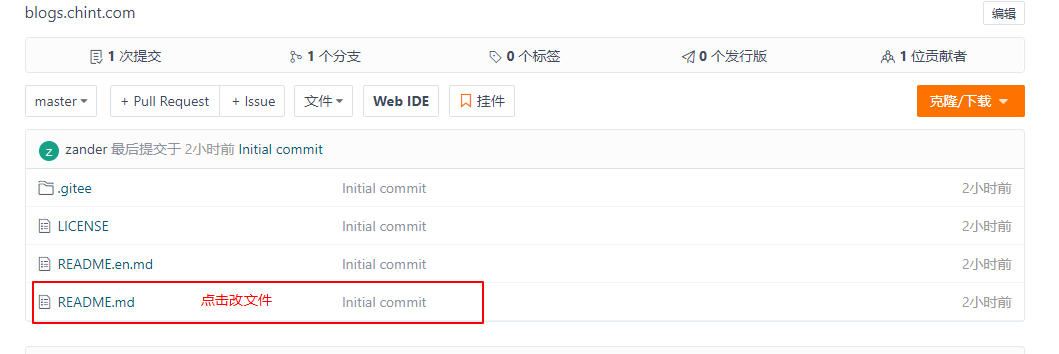 blogs.chint.com
编辑
1 次提交 1 个分支 0 个标签 0 个发行版 1 位贡献者
master + Pull Request + Issue 文件 Web IDE 挂件 克隆/下载
z zander 最后提交于 2小时前 Initial commit
.gitee Initial commit 2小时前
LICENSE Initial commit 2小时前
README.en.md Initial commit 2小时前
README.md 点击改文件 Initial commit 2小时前